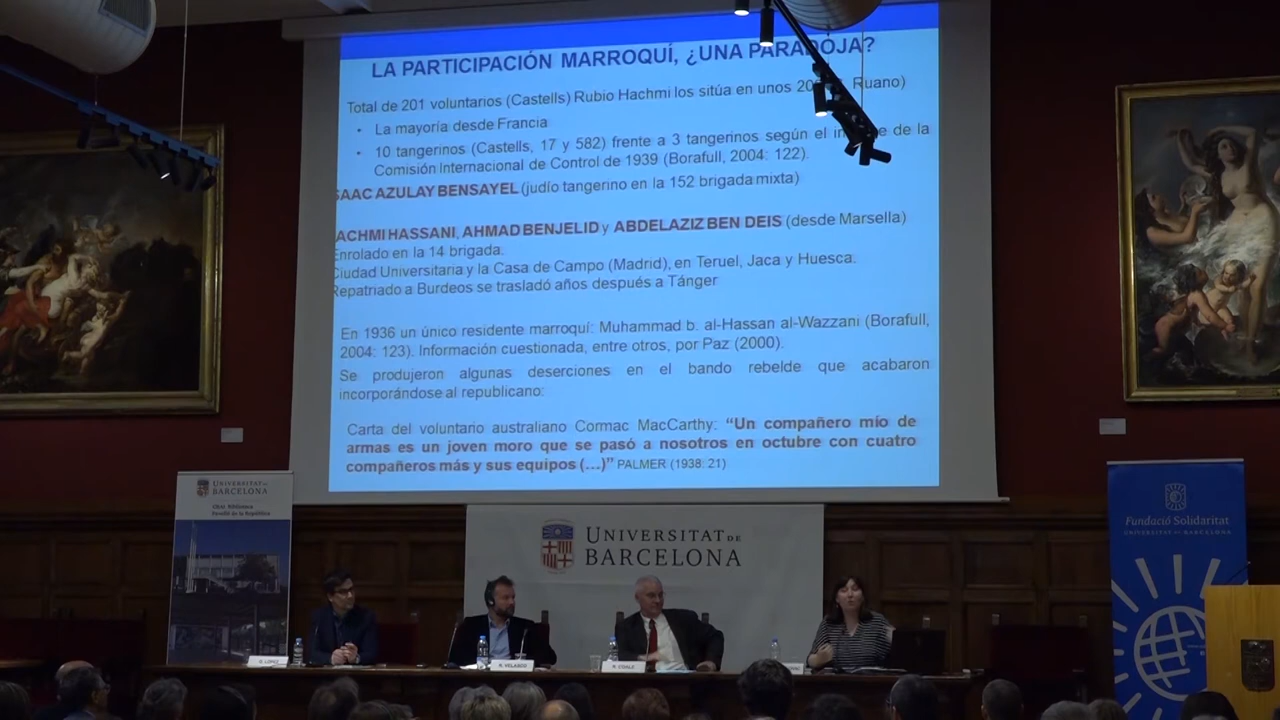 LA PARTICIPACIÓN MARROQUÍ, ¿UNA PARADOJA?
Total de 201 voluntarios (Castells) Rubio Hachmi los sitúa en unos Ruano)
• La mayoría desde Francia
• 10 tangerinos (Castells, 17 y 582) frente a 3 tangerinos según el de la
Comisión Internacional de Control de 1939 (Borafull, 2004: 122).
SAAC AZULAY BENSAYEL (judío tangerino en la 152 brigada mixta)
ACHMI HASSANI, AHMAD BENJELID y ABDELAZIZ BEN DEIS (desde Marsella)
Enrolado en la 14 brigada.
Ciudad Universitaria y la Casa de Campo (Madrid), en Teruel, Jaca y Huesca.
Repatriado a Burdeos se trasladó años después a Tánger
En 1936 un único residente marroquí: Muhammad b. al-Hassan al-Wazzani (Borafull,
2004: 123). Información cuestionada, entre otros, por Paz (2000).
Se produjeron algunas deserciones en el bando rebelde que acabaron
incorporándose al republicano:
Carta del voluntario australiano Cormac MacCarthy: “Un compañero mío de
armas es un joven moro que se pasó a nosotros en octubre con cuatro
compañeros más y sus equipos (...)” PALMER (1938: 21)
UNIVERSITAT DE
BARCELONA
CRAI Biblioteca
Pavelló de la República
UNIVERSITAT DE
BARCELONA
Fundació Solidaritat
UNIVERSITAT DE BARCELONA
G. LÓPEZ
M. VELASCO